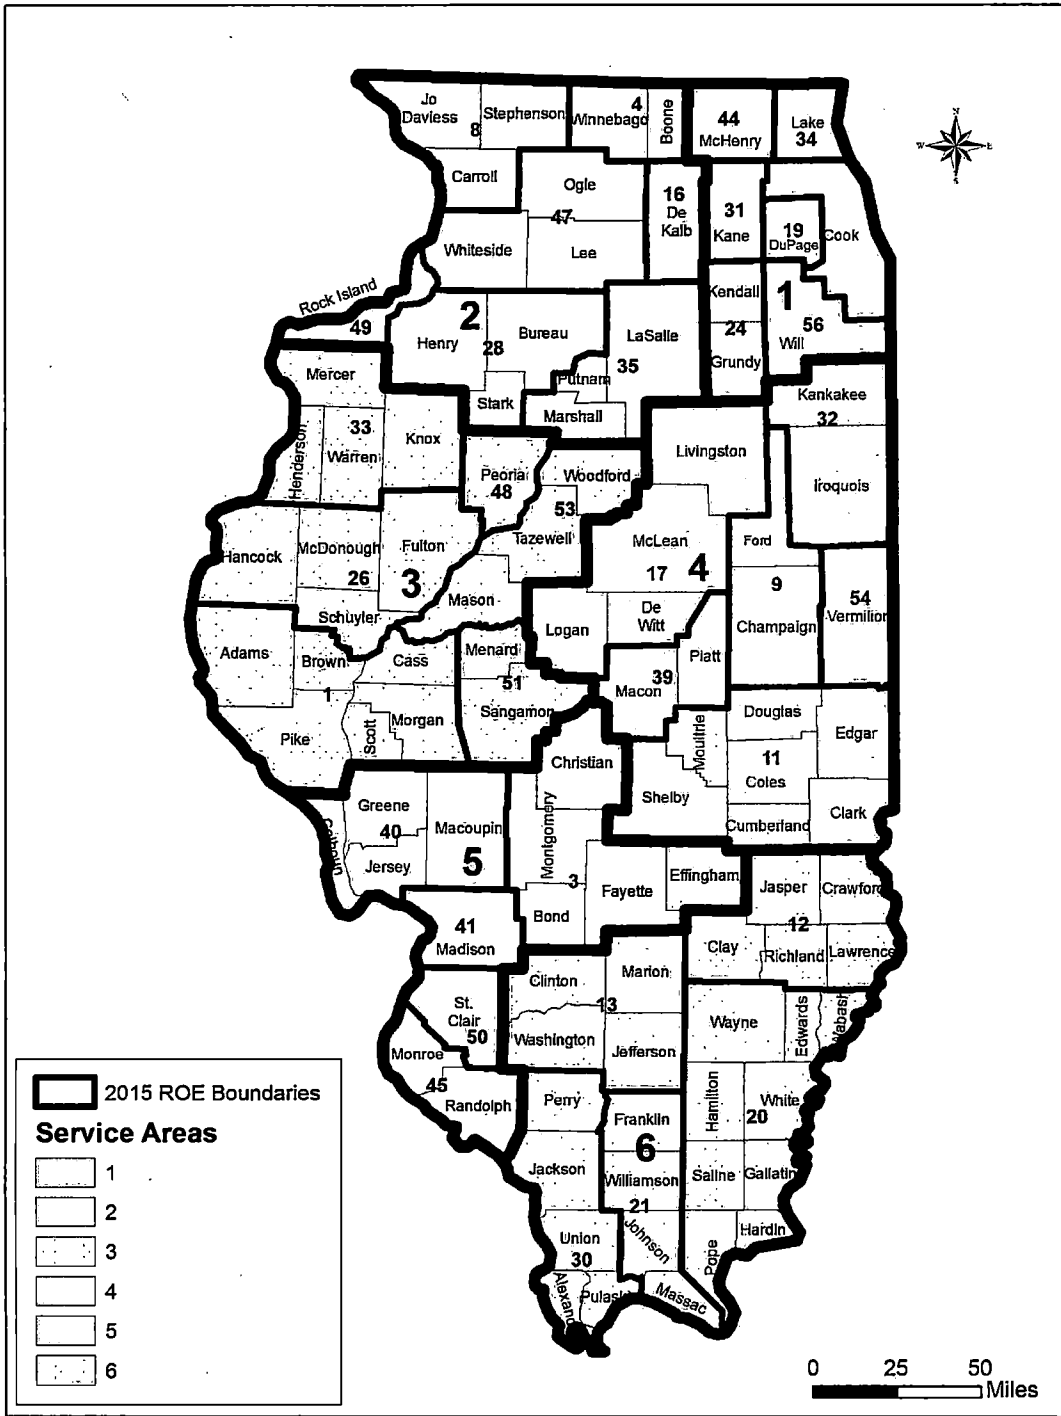 N
W
E
S
Jo
Daviess
8
Stephenson
4
Winnebago
Boone
44
McHenry
Lake
34
Carroll
Ogle
47
16
De
Kalb
31
Kane
19
DuPage
Cook
Whiteside
Lee
Rock Island
49
2
Henry
28
Bureau
LaSalle
35
Kendall
24
Grundy
1
56
Will
Mercer
Putnam
Stark
Marshall
Kankakee
32
33
Henderson
Warren
Knox
Peoria
48
Woodford
53
Livingston
Iroquois
Hancock
McDonough
26
Fulton
3
Tazewell
McLean
17
4
Ford
9
54
Vermilion
Schuyler
Mason
Logan
De
Witt
Champaign
Adams
Brown
1
Cass
Menard
51
39
Macon
Piatt
Pike
Scott
Morgan
Sangamon
Christian
Moultrie
Douglas
11
Coles
Edgar
Shelby
Greene
40
Macoupin
5
Montgomery
Cumberland
Clark
Calhoun
Jersey
3
Fayette
Effingham
Jasper
Crawford
12
41
Madison
Bond
Clay
Richland
Lawrence
Clinton
Marion
13
St.
Clair
50
Washington
Jefferson
Wayne
Edwards
Wabash
Monroe
45
Randolph
Perry
Franklin
6
Hamilton
White
20
Jackson
Williamson
21
Saline
Gallatin
Union
30
Johnson
Pope
Hardin
Alexander
Pulaski
Massac
2015 ROE Boundaries
Service Areas
1
2
3
4
5
6
0 25 50
Miles